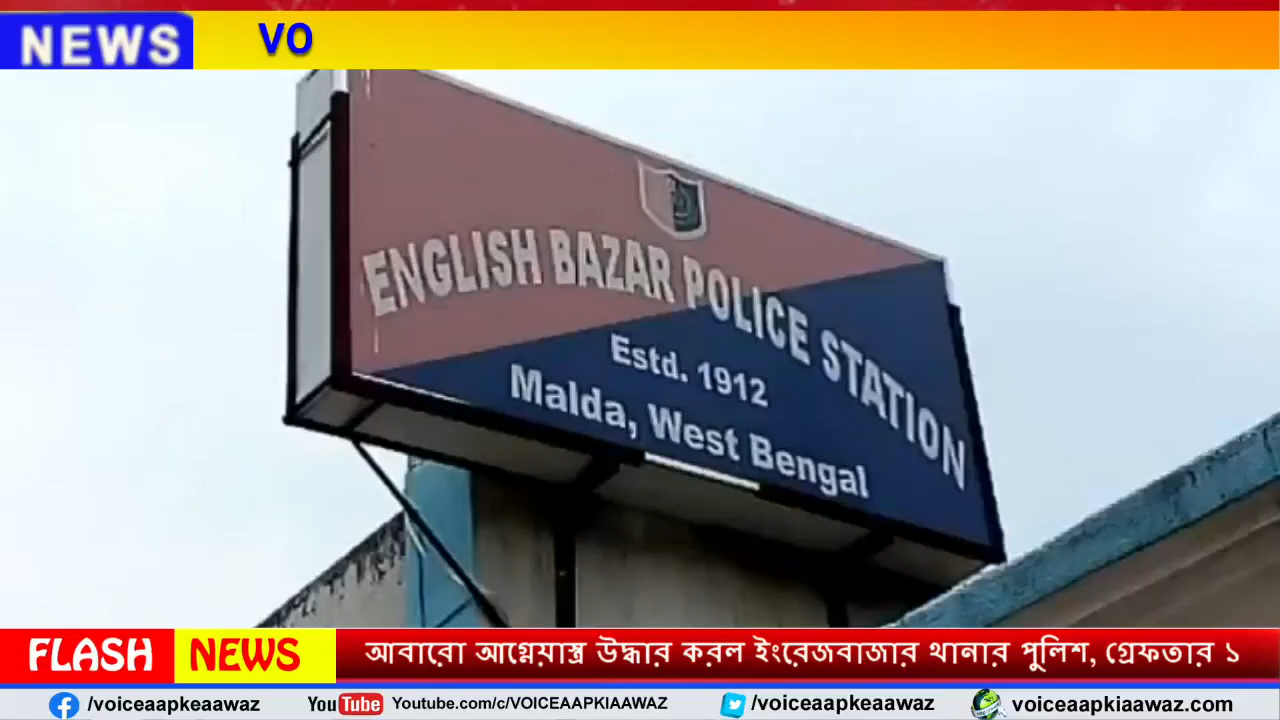 NEWS
VO
ENGLISH BAZAR POLICE STATION
Estd. 1912
Malda, West Bengal
FLASH NEWS
আবারো আগ্নেয়াস্ত্র উদ্ধার করল ইংরেজবাজার থানার পুলিশ, গ্রেফতার ১
/voiceaapkeaawaz
YouTube Youtube.com/c/VOICEAAPKIAAWAZ
/voiceaapkeaawaz
voiceaapkiaawaz.com